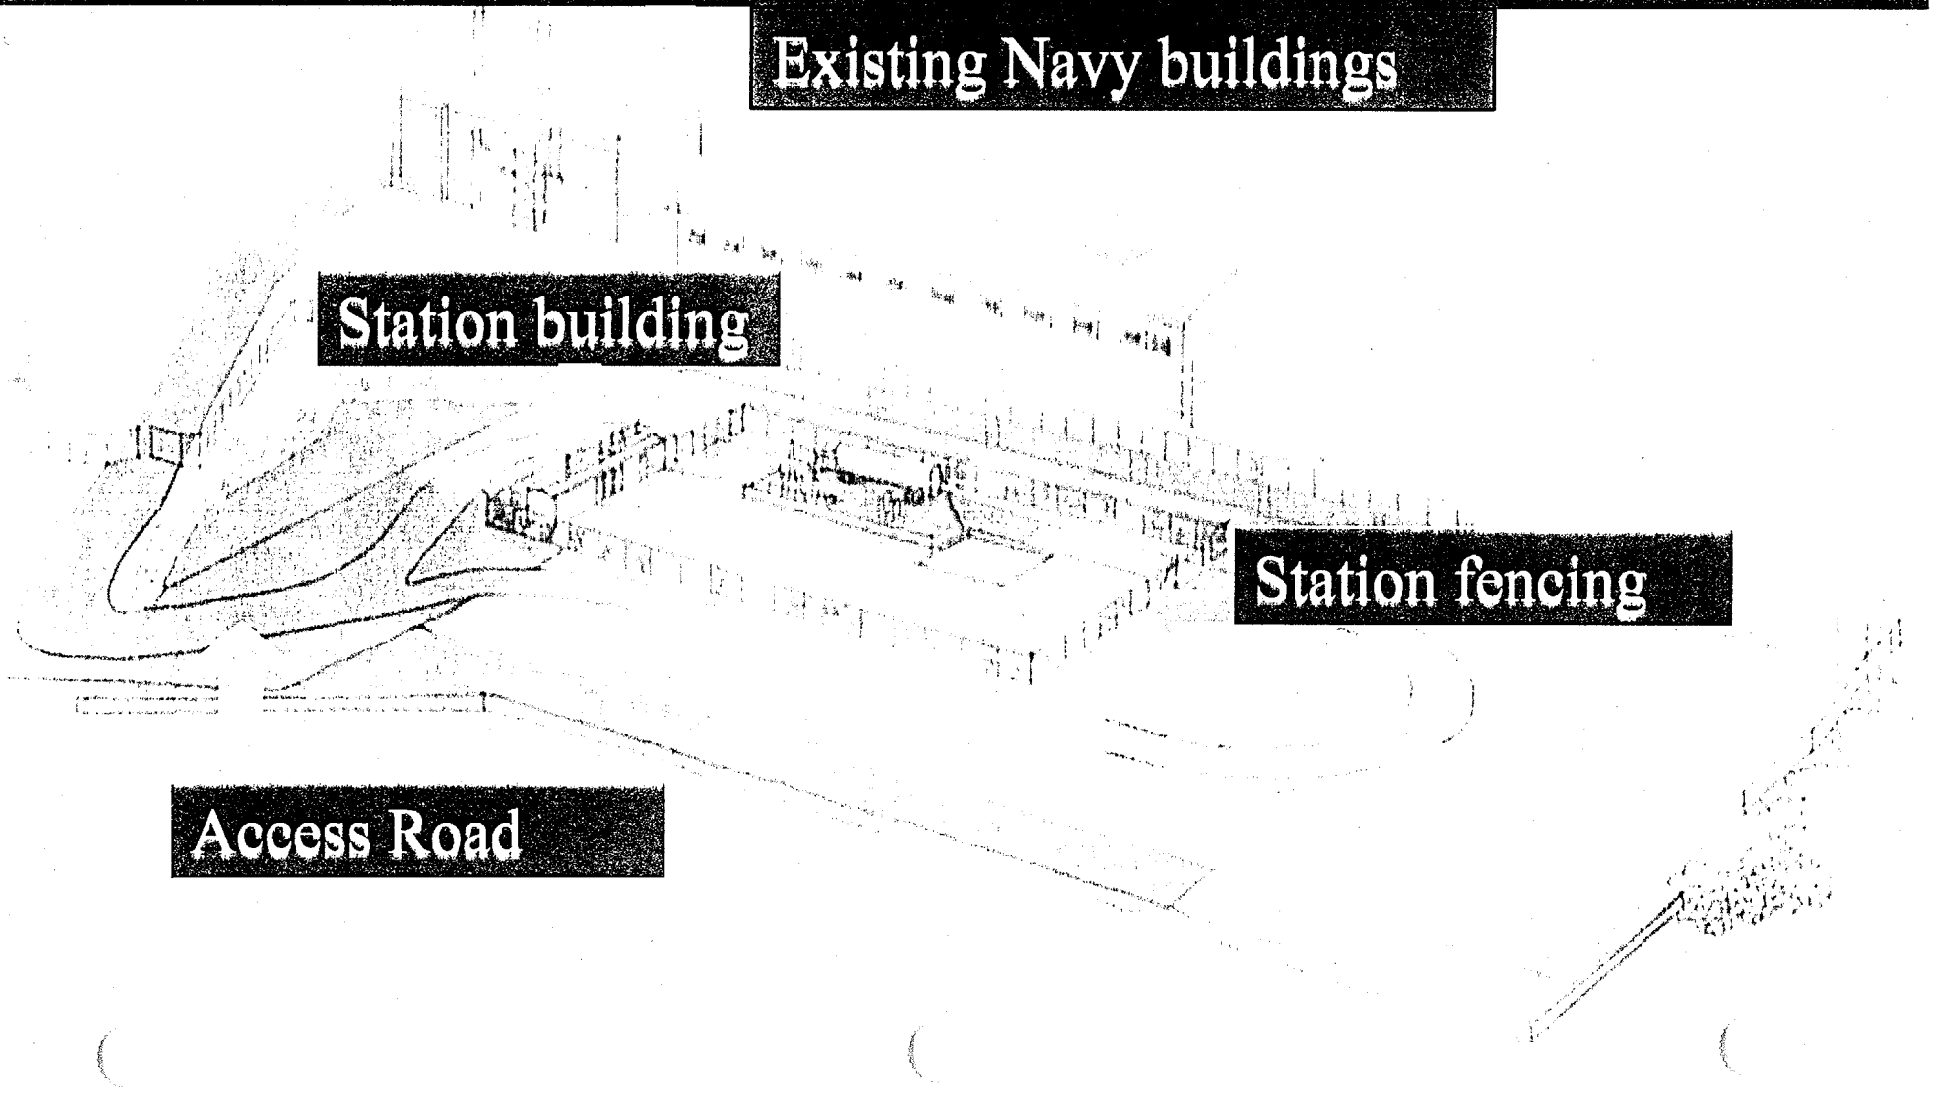 Existing Navy buildings
Station building
Station fencing
Access Road